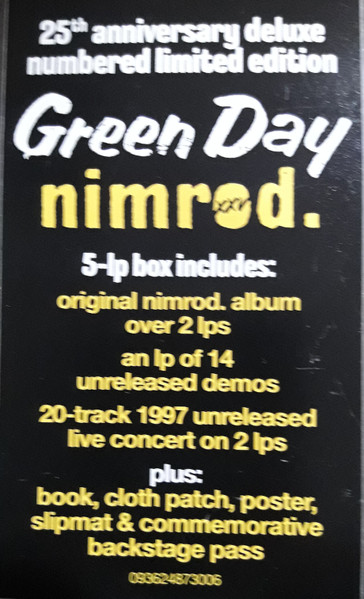 25th anniversary deluxe
numbered limited edition
Green Day
nimrod.
xxv
5-lp box includes:
original nimrod. album
over 2 lps
an lp of 14
unreleased demos
20-track 1997 unreleased
live concert on 2 lps
plus:
book, cloth patch, poster,
slipmat & commemorative
backstage pass
093624873006